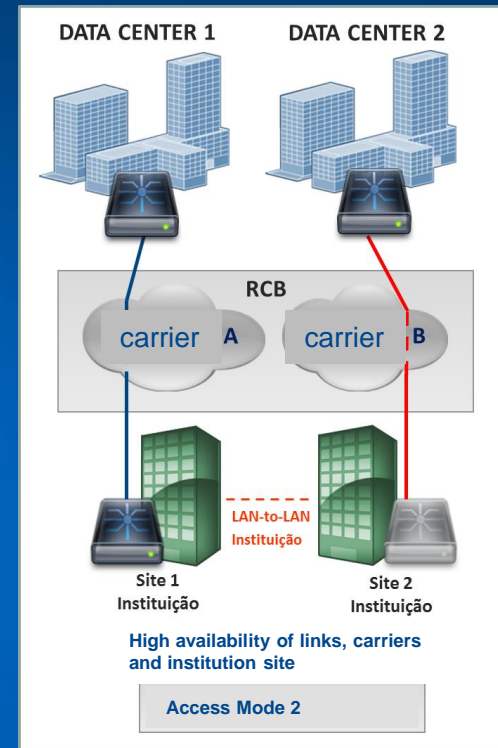 DATA CENTER 1
DATA CENTER 2
RCB
carrier A
carrier B
LAN-to-LAN
Instituição
Site 1
Instituição
Site 2
Instituição
High availability of links, carriers
and institution site
Access Mode 2